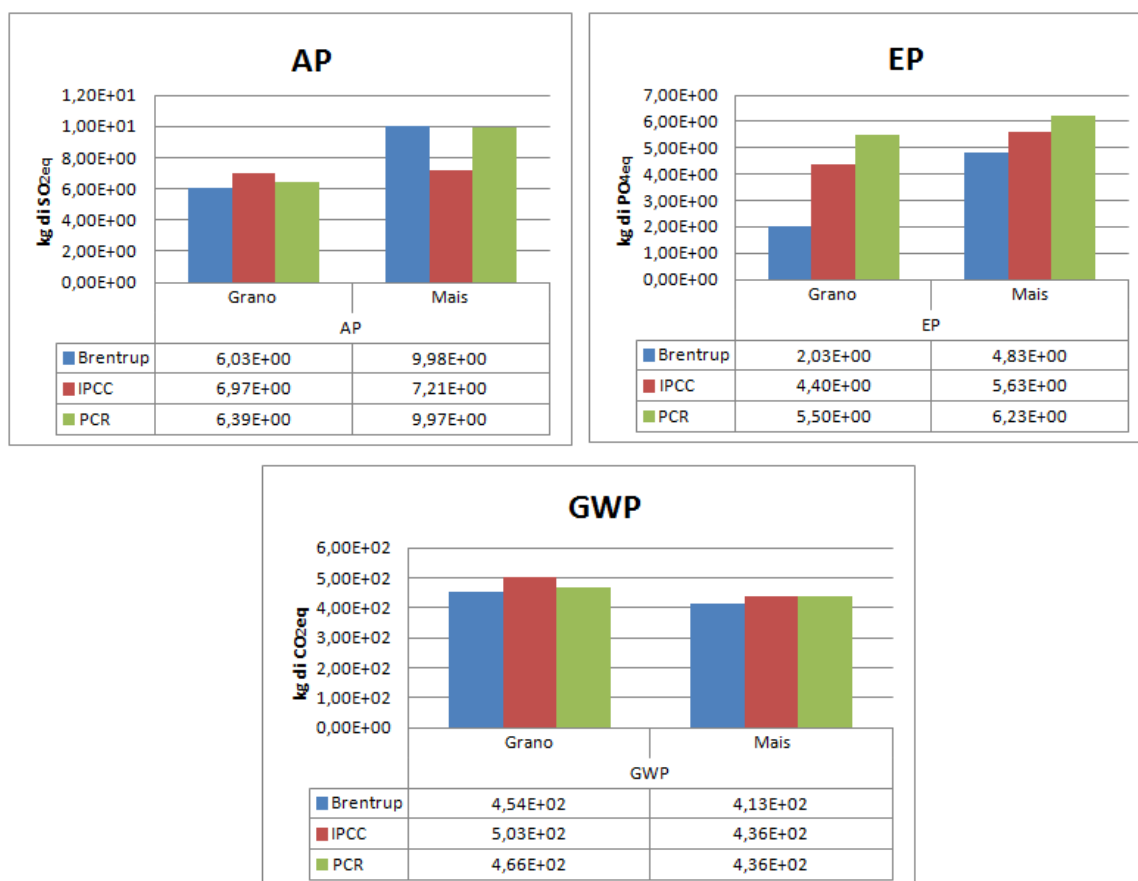 AP
kg di SO2eq
1,20E+01
1,00E+01
8,00E+00
6,00E+00
4,00E+00
2,00E+00
0,00E+00
Grano Mais
AP
Brentrup 6,03E+00 9,98E+00
IPCC 6,97E+00 7,21E+00
PCR 6,39E+00 9,97E+00
EP
kg di PO4eq
7,00E+00
6,00E+00
5,00E+00
4,00E+00
3,00E+00
2,00E+00
1,00E+00
0,00E+00
Grano Mais
EP
Brentrup 2,03E+00 4,83E+00
IPCC 4,40E+00 5,63E+00
PCR 5,50E+00 6,23E+00
GWP
kg di CO2eq
6,00E+02
5,00E+02
4,00E+02
3,00E+02
2,00E+02
1,00E+02
0,00E+00
Grano Mais
GWP
Brentrup 4,54E+02 4,13E+02
IPCC 5,03E+02 4,36E+02
PCR 4,66E+02 4,36E+02